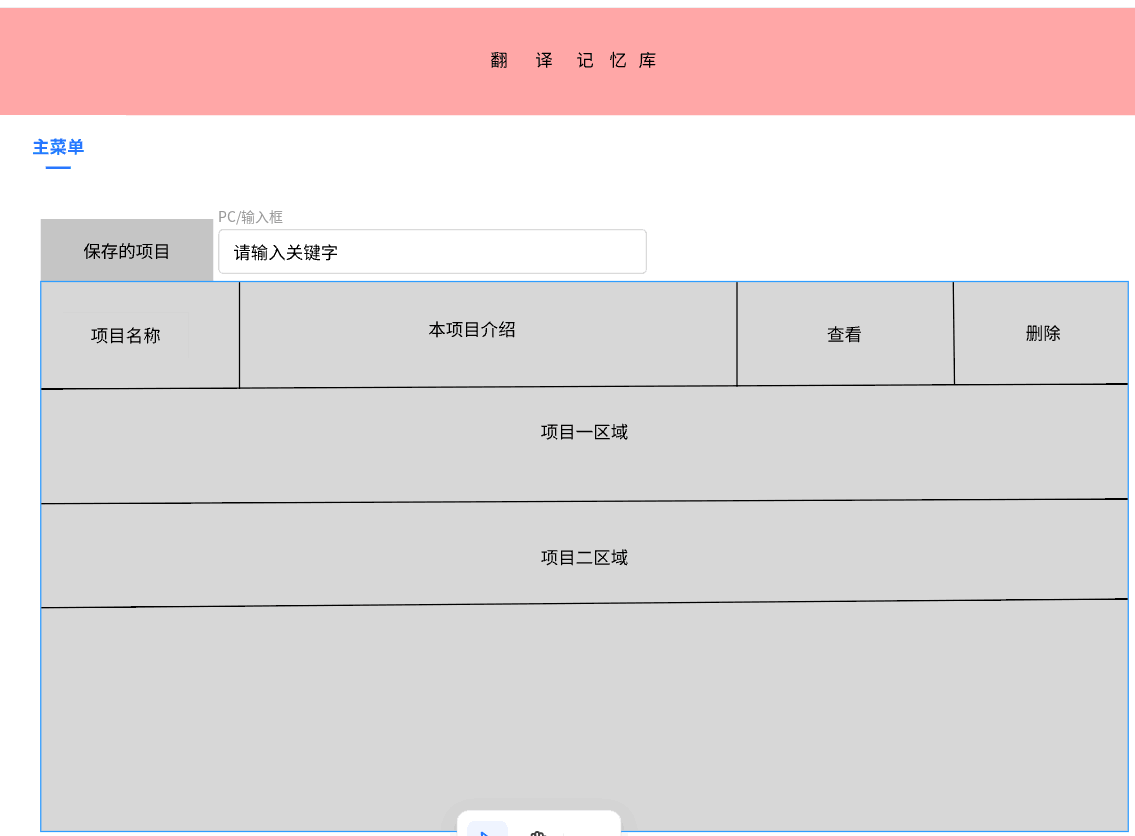 翻 译 记 忆 库
主菜单
PC/输入框
保存的项目
请输入关键字
项目名称
本项目介绍
查看
删除
项目一区域
项目二区域